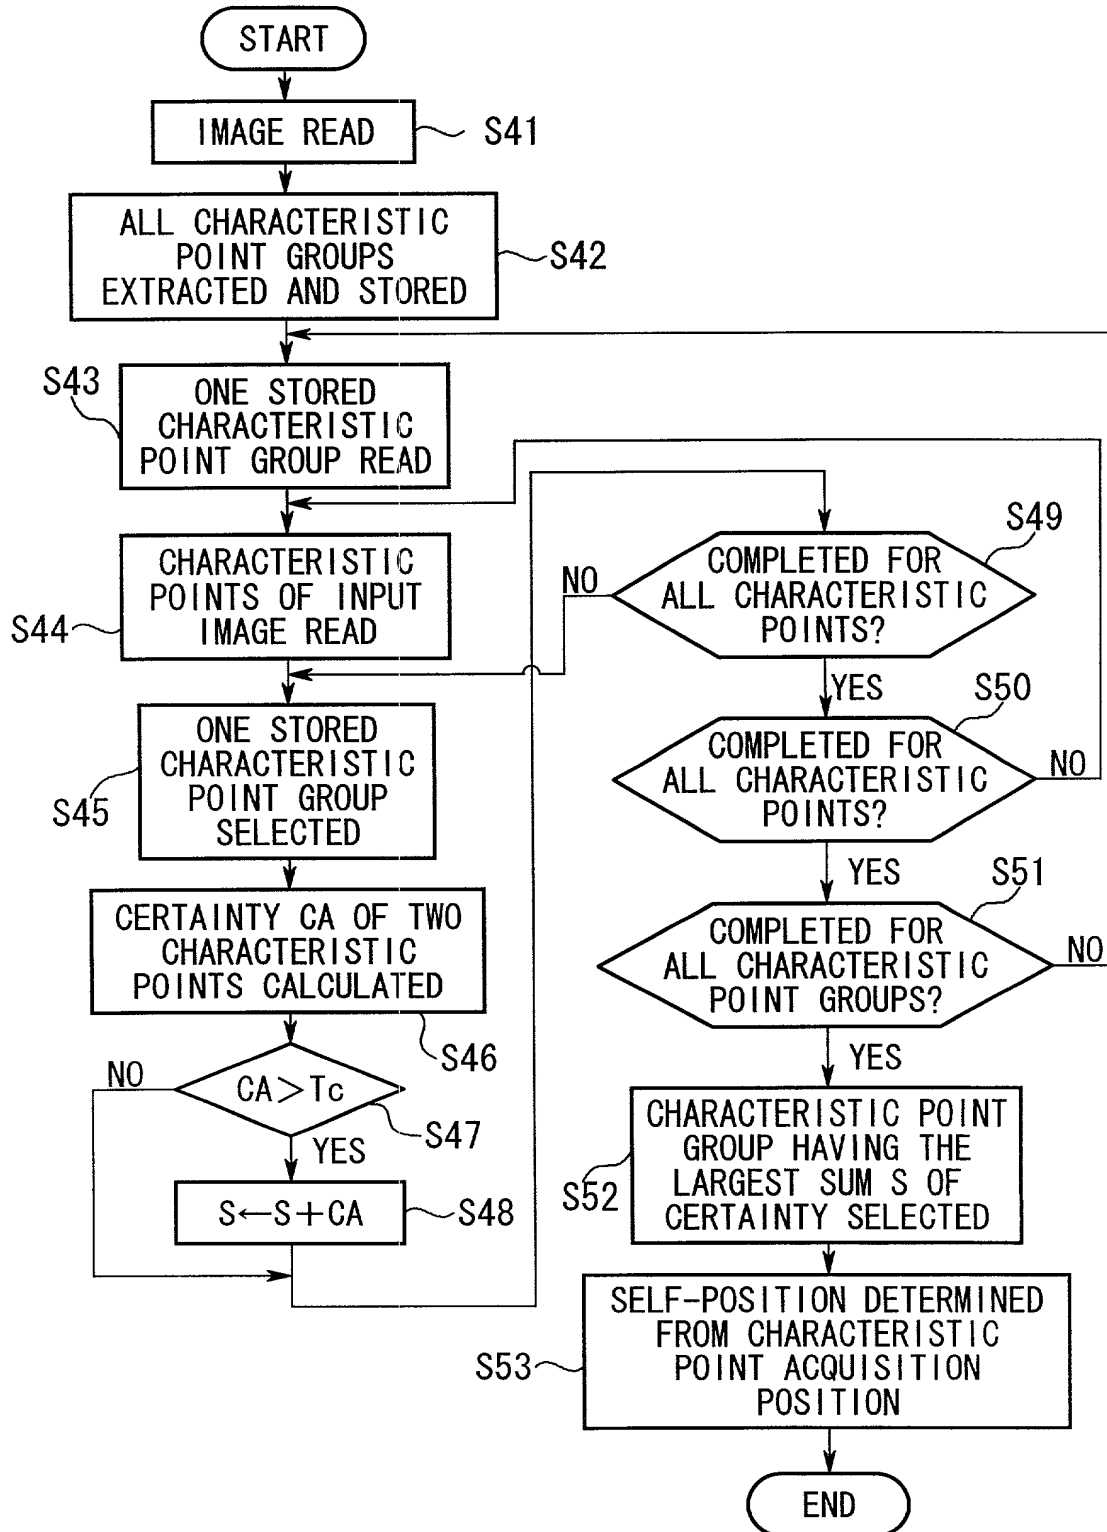 START
IMAGE READ
S41
ALL CHARACTERISTIC
POINT GROUPS
EXTRACTED AND STORED
S42
S43
ONE STORED
CHARACTERISTIC
POINT GROUP READ
CHARACTERISTIC
POINTS OF INPUT
IMAGE READ
S44
ONE STORED
CHARACTERISTIC
POINT GROUP
SELECTED
S45
CERTAINTY CA OF TWO
CHARACTERISTIC
POINTS CALCULATED
S46
NO
CA>Tc
S47
YES
S←S+CA
S48
S49
COMPLETED FOR
ALL CHARACTERISTIC
POINTS?
NO
YES
S50
COMPLETED FOR
ALL CHARACTERISTIC
POINTS?
NO
YES
S51
COMPLETED FOR
ALL CHARACTERISTIC
POINT GROUPS?
NO
YES
CHARACTERISTIC POINT
GROUP HAVING THE
LARGEST SUM S OF
CERTAINTY SELECTED
S52
SELF-POSITION DETERMINED
FROM CHARACTERISTIC
POINT ACQUISITION
POSITION
S53
END